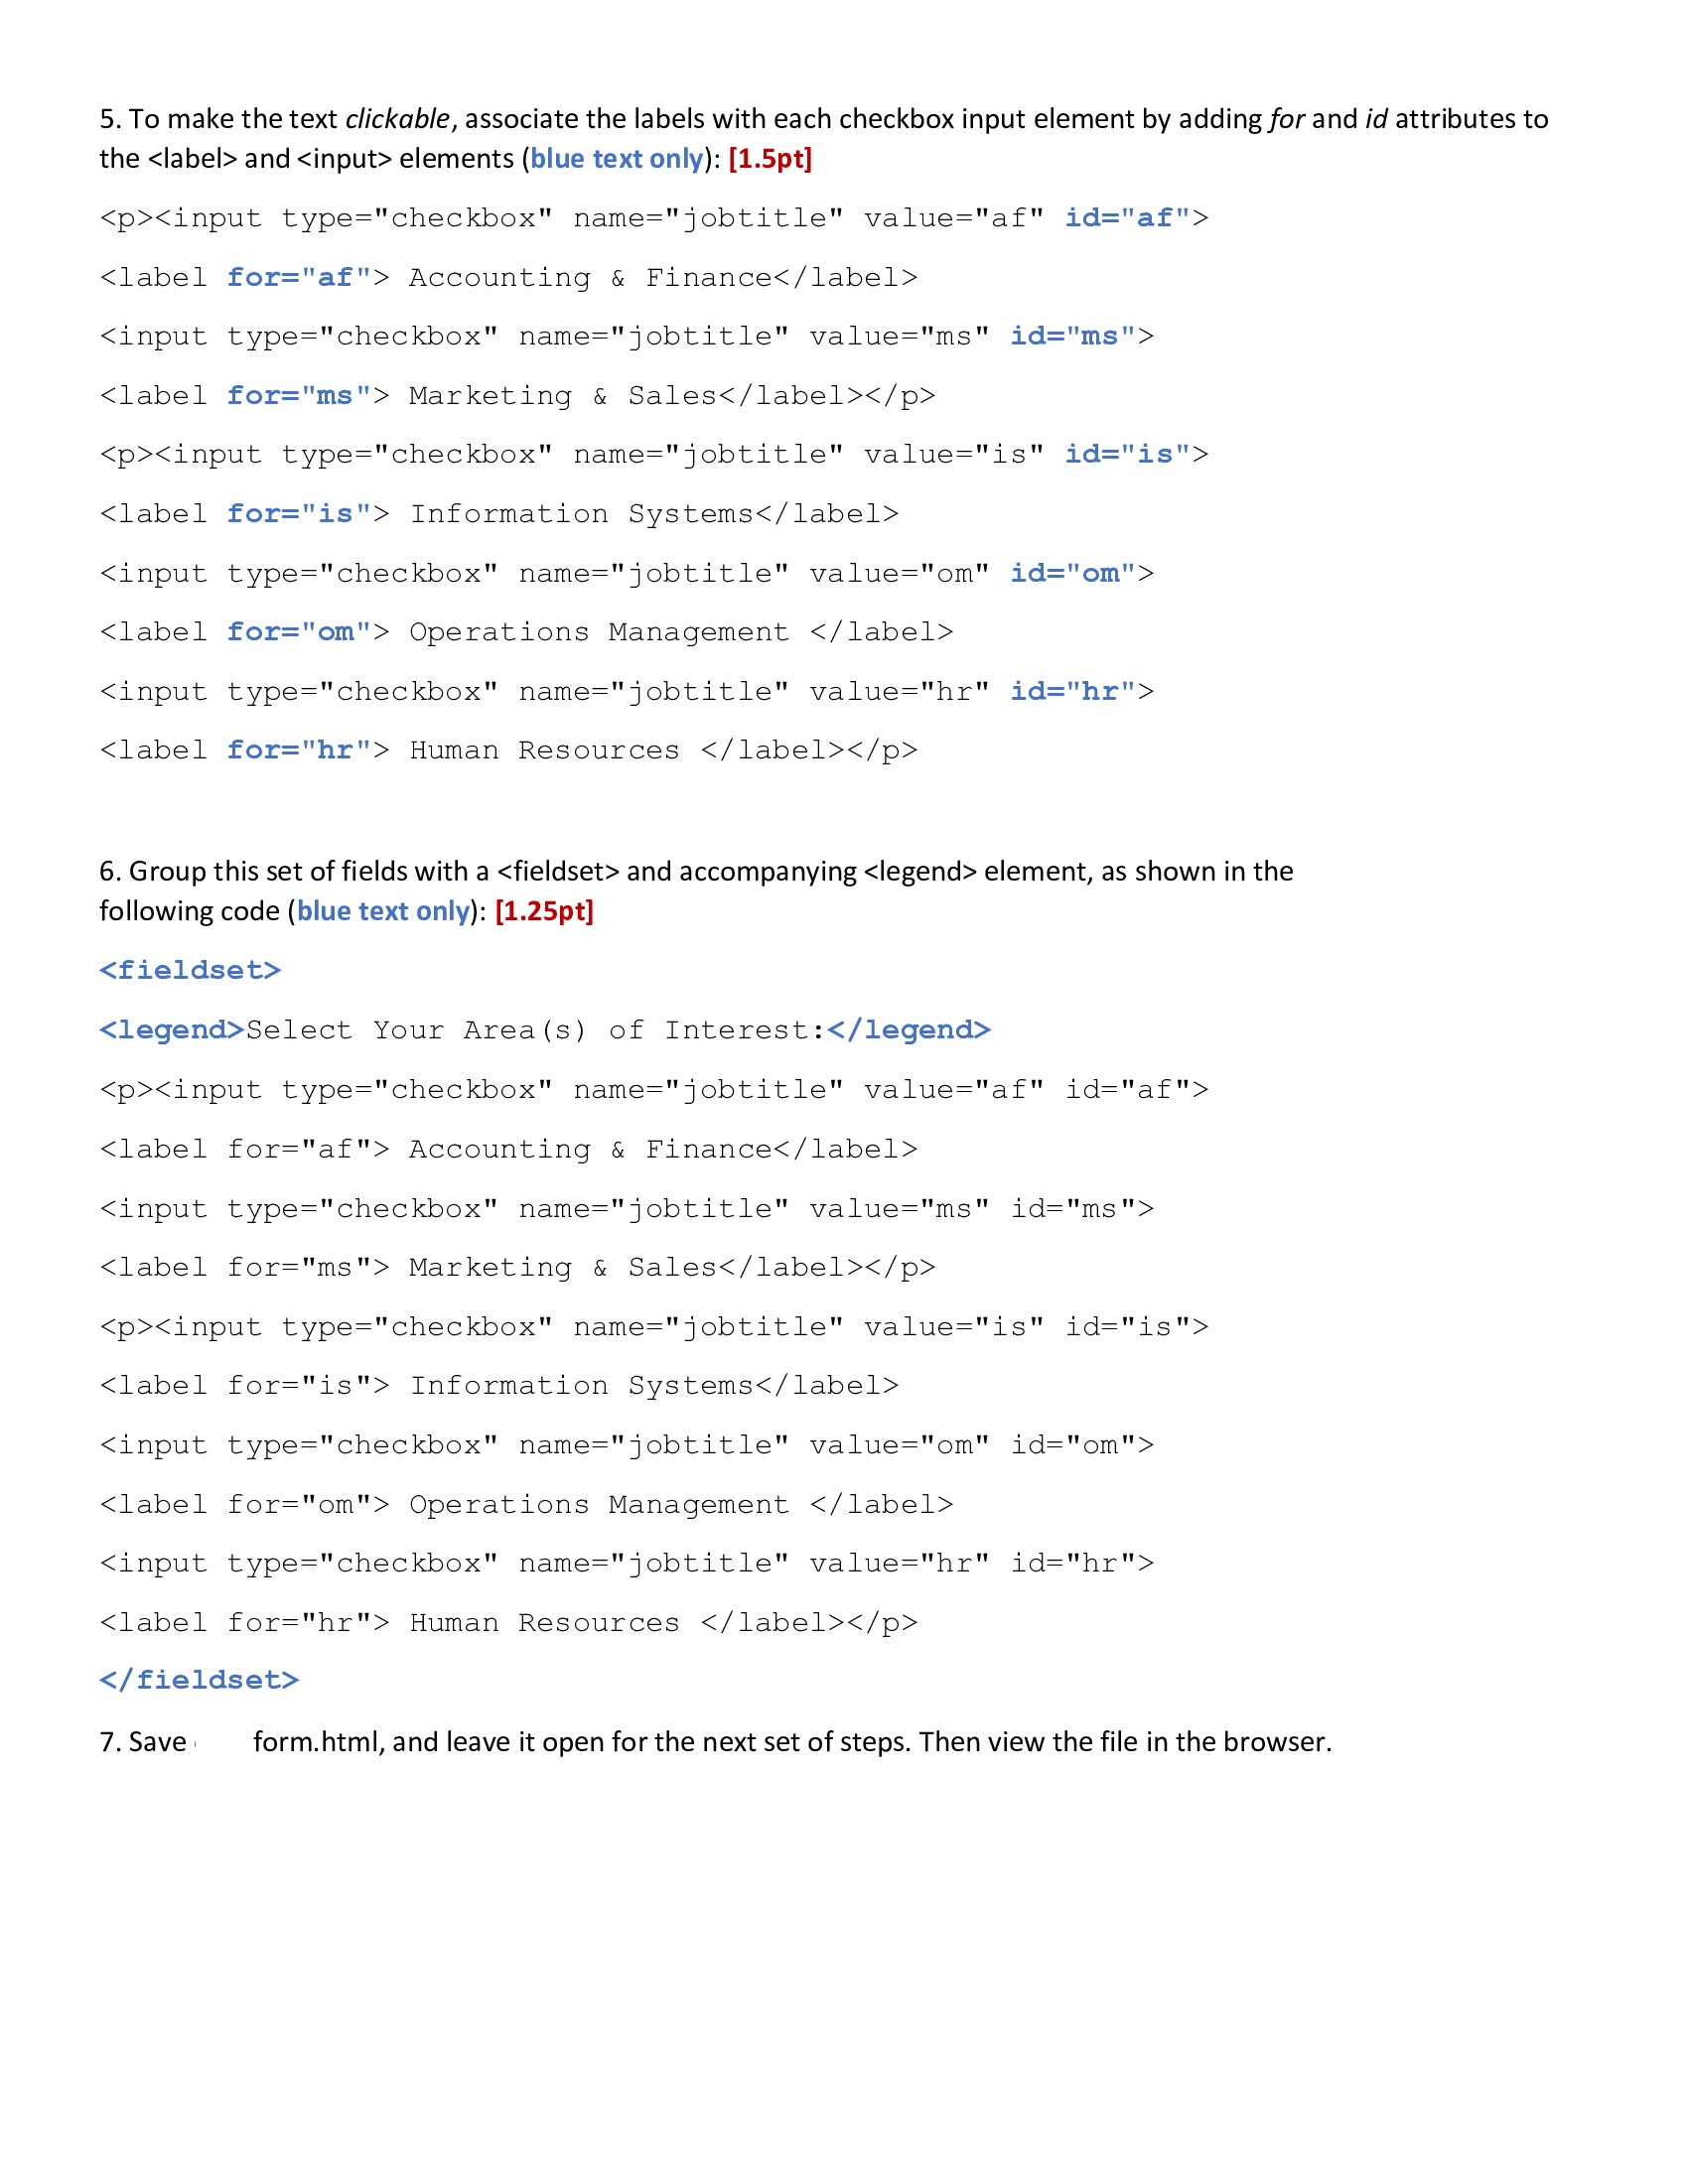 5. To make the text clickable, associate the labels with each checkbox input element by adding for and id attributes to
the <label> and <input> elements (blue text only): [1.5pt]
<p><input type="checkbox" name="jobtitle" value="af" id="af">
<label for="af"> Accounting & Finance</label>
<input type="checkbox" name="jobtitle" value="ms" id="ms">
<label for="ms"> Marketing & Sales</label></p>
<p><input type="checkbox" name="jobtitle" value="is" id="is">
<label for="is"> Information Systems</label>
<input type="checkbox" name="jobtitle" value="om" id="om">
<label for="om"> Operations Management </label>
<input type="checkbox" name="jobtitle" value="hr" id="hr">
<label for="hr"> Human Resources </label></p>
6. Group this set of fields with a <fieldset> and accompanying <legend> element, as shown in the
following code (blue text only): [1.25pt]
<fieldset>
<legend>Select Your Area(s) of Interest:</legend>
<p><input type="checkbox" name="jobtitle" value="af" id="af">
<label for="af"> Accounting & Finance</label>
<input type="checkbox" name="jobtitle" value="ms" id="ms">
<label for="ms"> Marketing & Sales</label></p>
<p><input type="checkbox" name="jobtitle" value="is" id="is">
<label for="is"> Information Systems</label>
<input type="checkbox" name="jobtitle" value="om" id="om">
<label for="om"> Operations Management </label>
<input type="checkbox" name="jobtitle" value="hr" id="hr">
<label for="hr"> Human Resources </label></p>
</fieldset>
7. Save form.html, and leave it open for the next set of steps. Then view the file in the browser.